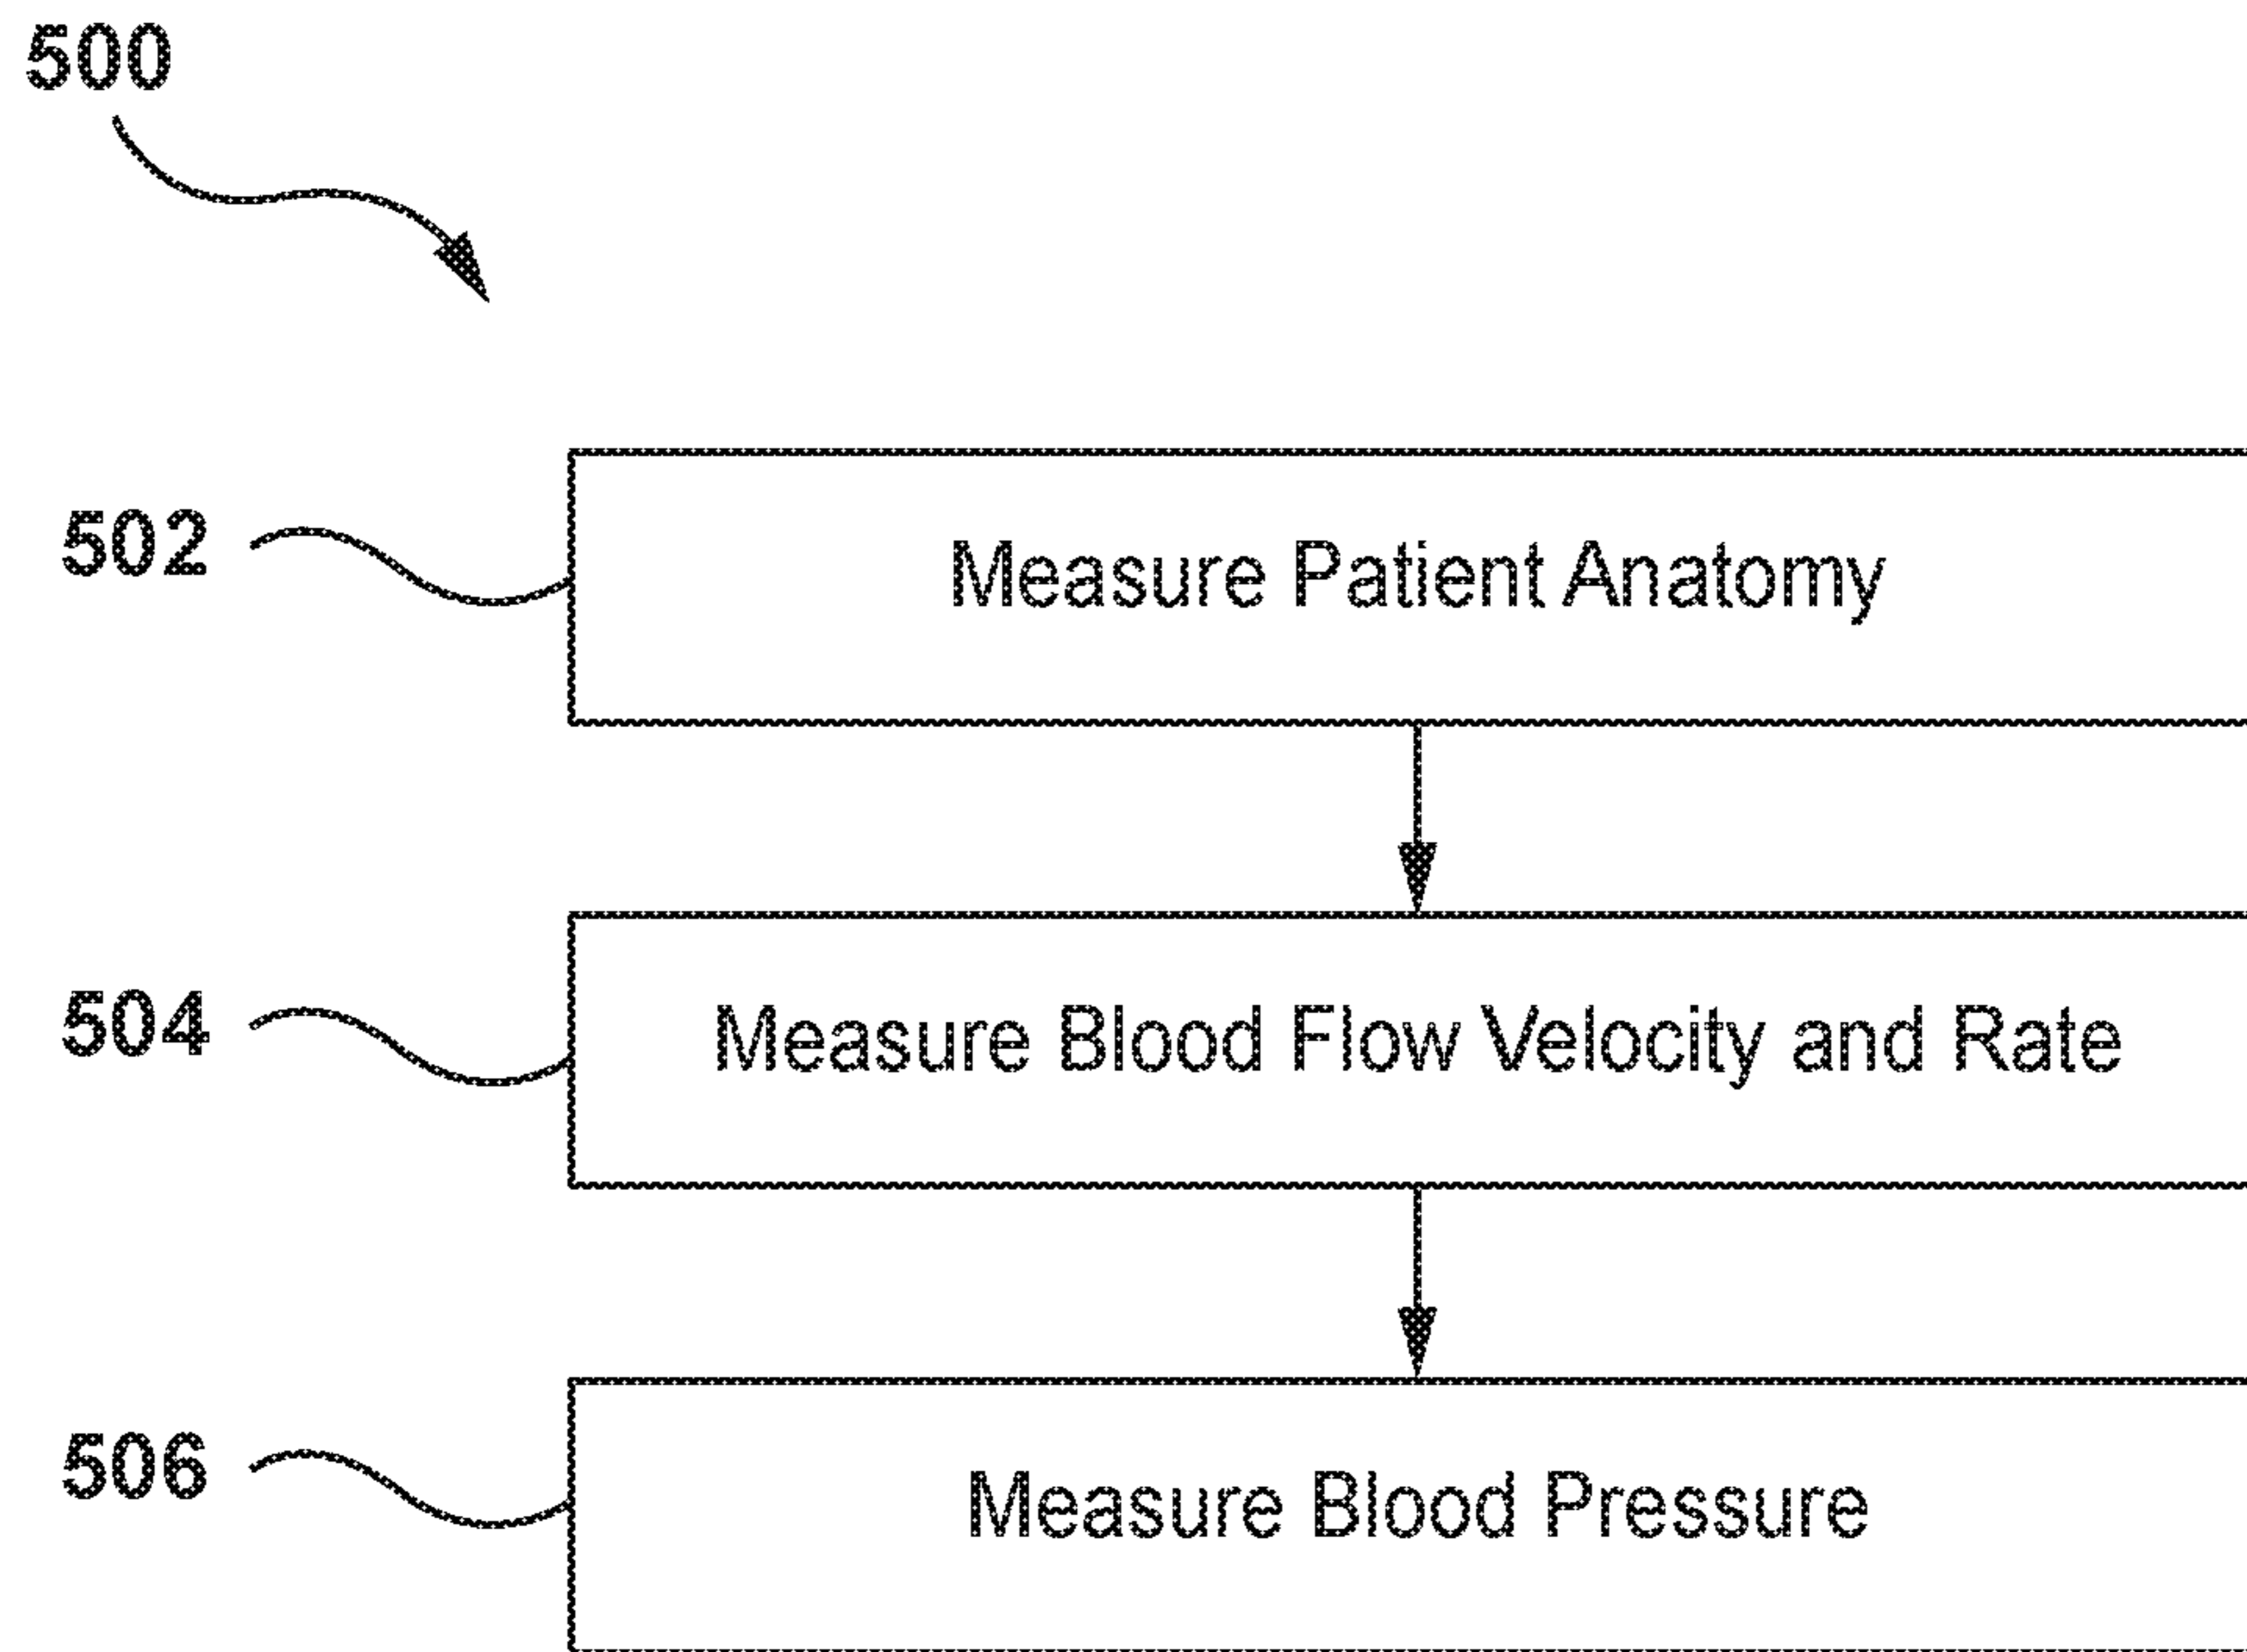 500
502
Measure Patient Anatomy
504
Measure Blood Flow Velocity and Rate
506
Measure Blood Pressure